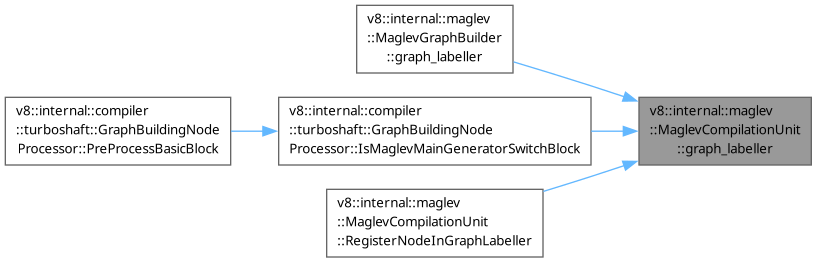 v8::internal::maglev
::MaglevGraphBuilder
::graph_labeller
v8::internal::compiler
::turboshaft::GraphBuildingNode
Processor::PreProcessBasicBlock
v8::internal::compiler
::turboshaft::GraphBuildingNode
Processor::IsMaglevMainGeneratorSwitchBlock
v8::internal::maglev
::MaglevCompilationUnit
::graph_labeller
v8::internal::maglev
::MaglevCompilationUnit
::RegisterNodeInGraphLabeller